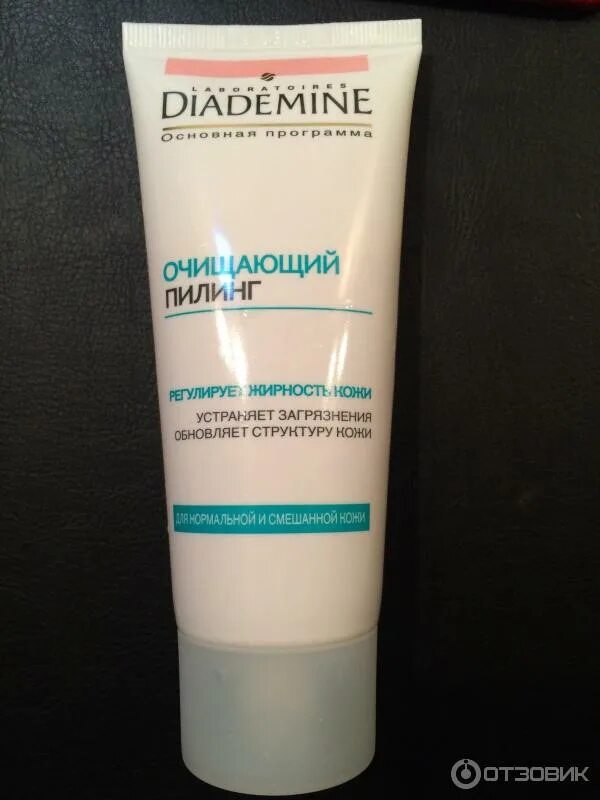 LABORATOIRES
DIADEMINE
Основная программа
ОЧИЩАЮЩИЙ
ПИЛИНГ
РЕГУЛИРУЕТ ЖИРНОСТЬ КОЖИ
УСТРАНЯЕТ ЗАГРЯЗНЕНИЯ
ОБНОВЛЯЕТ СТРУКТУРУ КОЖИ
ДЛЯ НОРМАЛЬНОЙ И СМЕШАННОЙ КОЖИ
ОТЗОВИК